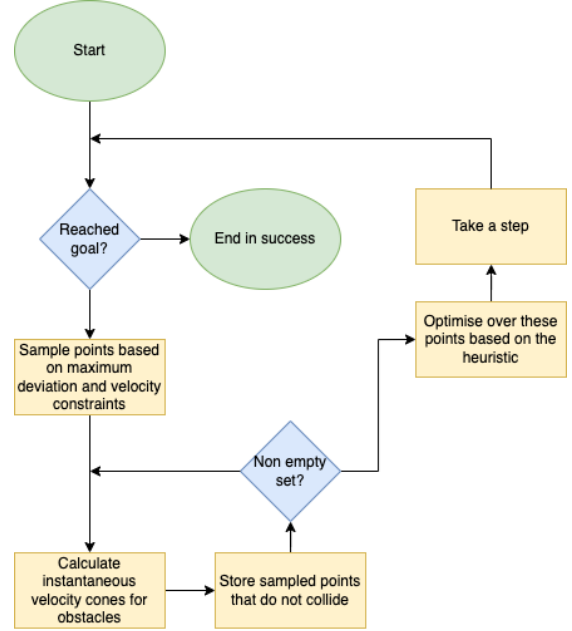 Start
Reached
goal?
End in success
Take a step
Sample points based
on maximum
deviation and velocity
constraints
Optimise over these
points based on the
heuristic
Non empty
set?
Calculate
instantaneous
velocity cones for
obstacles
Store sampled points
that do not collide